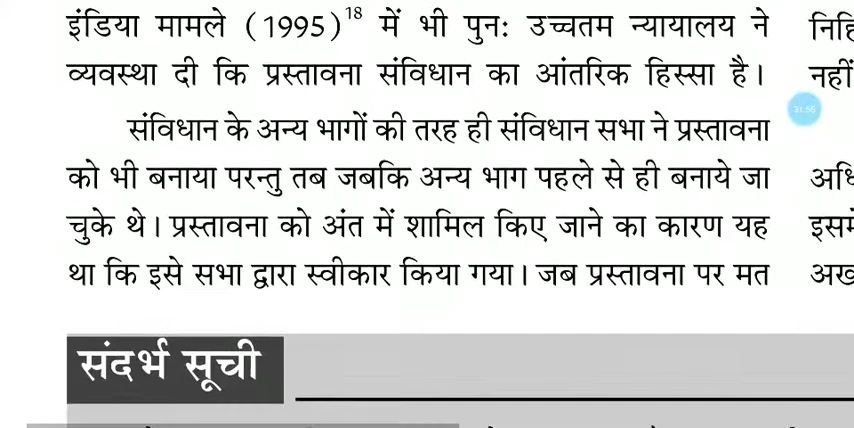 इंडिया मामले (1995)¹⁸ में भी पुन: उच्चतम न्यायालय ने
व्यवस्था दी कि प्रस्तावना संविधान का आंतरिक हिस्सा है।
संविधान के अन्य भागों की तरह ही संविधान सभा ने प्रस्तावना
को भी बनाया परन्तु तब जबकि अन्य भाग पहले से ही बनाये जा
चुके थे। प्रस्तावना को अंत में शामिल किए जाने का कारण यह
था कि इसे सभा द्वारा स्वीकार किया गया। जब प्रस्तावना पर मत
संदर्भ सूची
नहीं